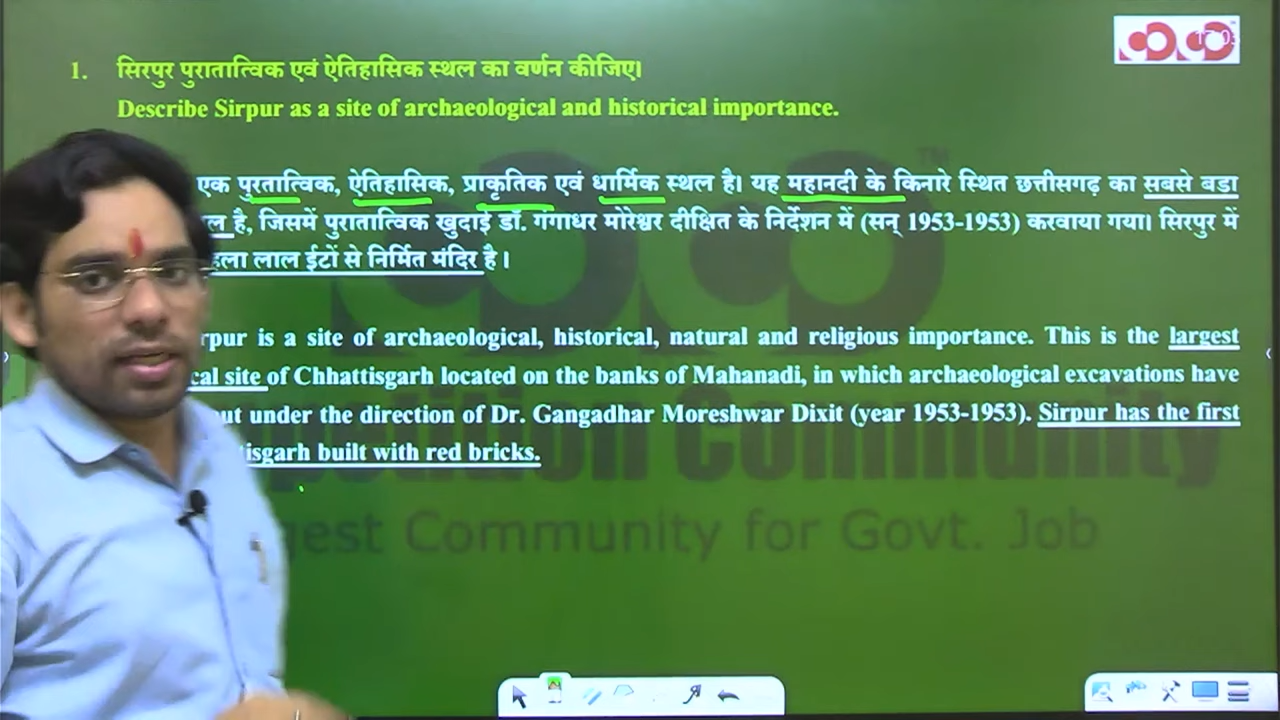 1. सिरपुर पुरातात्विक एवं ऐतिहासिक स्थल का वर्णन कीजिए।
Describe Sirpur as a site of archaeological and historical importance.
एक पुरतात्विक, ऐतिहासिक, प्राकृतिक एवं धार्मिक स्थल है। यह महानदी के किनारे स्थित छत्तीसगढ़ का सबसे बडा
ल है, जिसमें पुरातात्विक खुदाई डॉ. गंगाधर मोरेश्वर दीक्षित के निर्देशन में (सन् 1953-1953) करवाया गया। सिरपुर में
हला लाल ईटों से निर्मित मंदिर है।
rpur is a site of archaeological, historical, natural and religious importance. This is the largest
cal site of Chhattisgarh located on the banks of Mahanadi, in which archaeological excavations have
ut under the direction of Dr. Gangadhar Moreshwar Dixit (year 1953-1953). Sirpur has the first
tisgarh built with red bricks.
petition Community
gest Community for Govt. Job